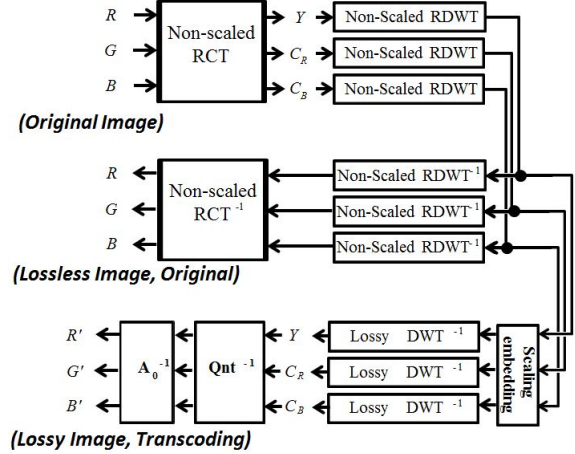 R Y Non-Scaled RDWT
Non-scaled
RCT
G C_R Non-Scaled RDWT
B C_B Non-Scaled RDWT
(Original Image)
R Non-Scaled RDWT^-1
Non-scaled
RCT ^-1
G Non-Scaled RDWT^-1
B Non-Scaled RDWT^-1
(Lossless Image, Original)
R' Y Lossy DWT ^-1
G' A_0^-1 Qnt ^-1 C_R Lossy DWT ^-1
B' C_B Lossy DWT ^-1
Scaling
embedding
(Lossy Image, Transcoding)